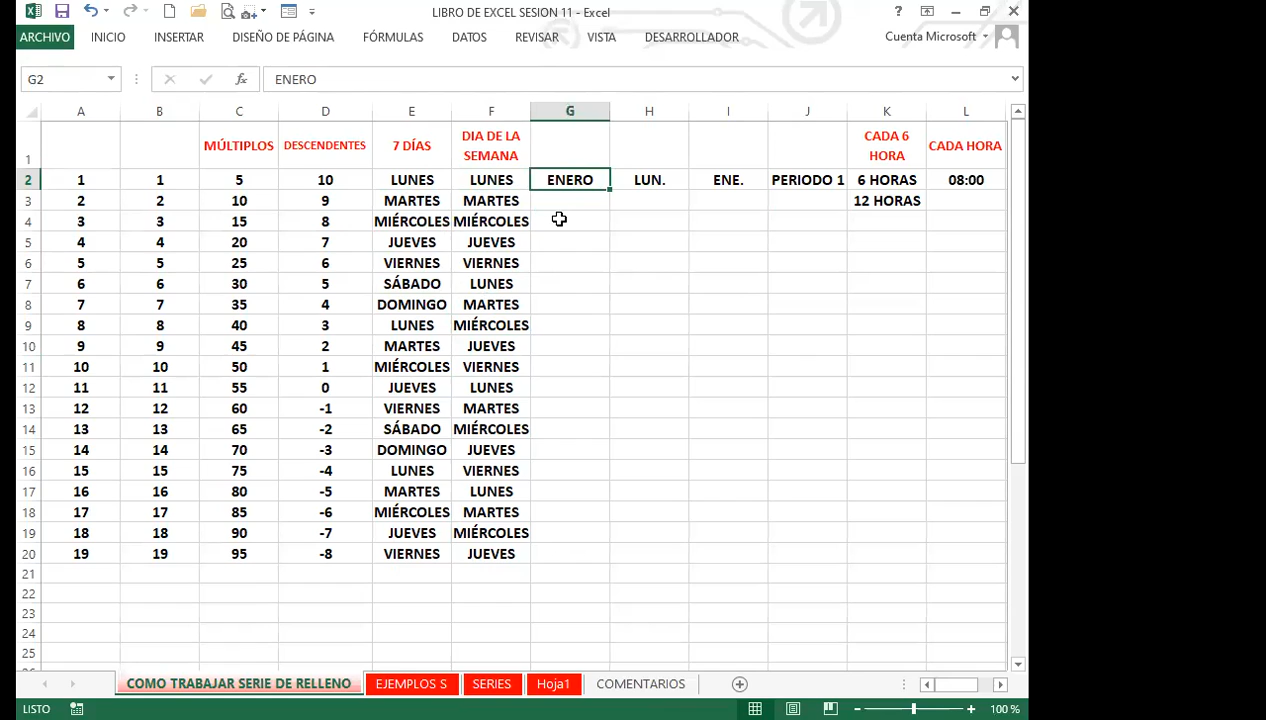 LIBRO DE EXCEL SESION 11 - Excel
?
ARCHIVO INICIO INSERTAR DISEÑO DE PÁGINA FÓRMULAS DATOS REVISAR VISTA DESARROLLADOR Cuenta Microsoft
G2 fx ENERO
A B C D E F G H I J K L
1 MÚLTIPLOS DESCENDENTES 7 DÍAS DIA DE LA SEMANA CADA 6 HORA CADA HORA
2 1 1 5 10 LUNES LUNES ENERO LUN. ENE. PERIODO 1 6 HORAS 08:00
3 2 2 10 9 MARTES MARTES 12 HORAS
4 3 3 15 8 MIÉRCOLES MIÉRCOLES
5 4 4 20 7 JUEVES JUEVES
6 5 5 25 6 VIERNES VIERNES
7 6 6 30 5 SÁBADO LUNES
8 7 7 35 4 DOMINGO MARTES
9 8 8 40 3 LUNES MIÉRCOLES
10 9 9 45 2 MARTES JUEVES
11 10 10 50 1 MIÉRCOLES VIERNES
12 11 11 55 0 JUEVES LUNES
13 12 12 60 -1 VIERNES MARTES
14 13 13 65 -2 SÁBADO MIÉRCOLES
15 14 14 70 -3 DOMINGO JUEVES
16 15 15 75 -4 LUNES VIERNES
17 16 16 80 -5 MARTES LUNES
18 17 17 85 -6 MIÉRCOLES MARTES
19 18 18 90 -7 JUEVES MIÉRCOLES
20 19 19 95 -8 VIERNES JUEVES
21
22
23
24
25
COMO TRABAJAR SERIE DE RELLENO EJEMPLOS S SERIES Hoja1 COMENTARIOS
LISTO 100 %